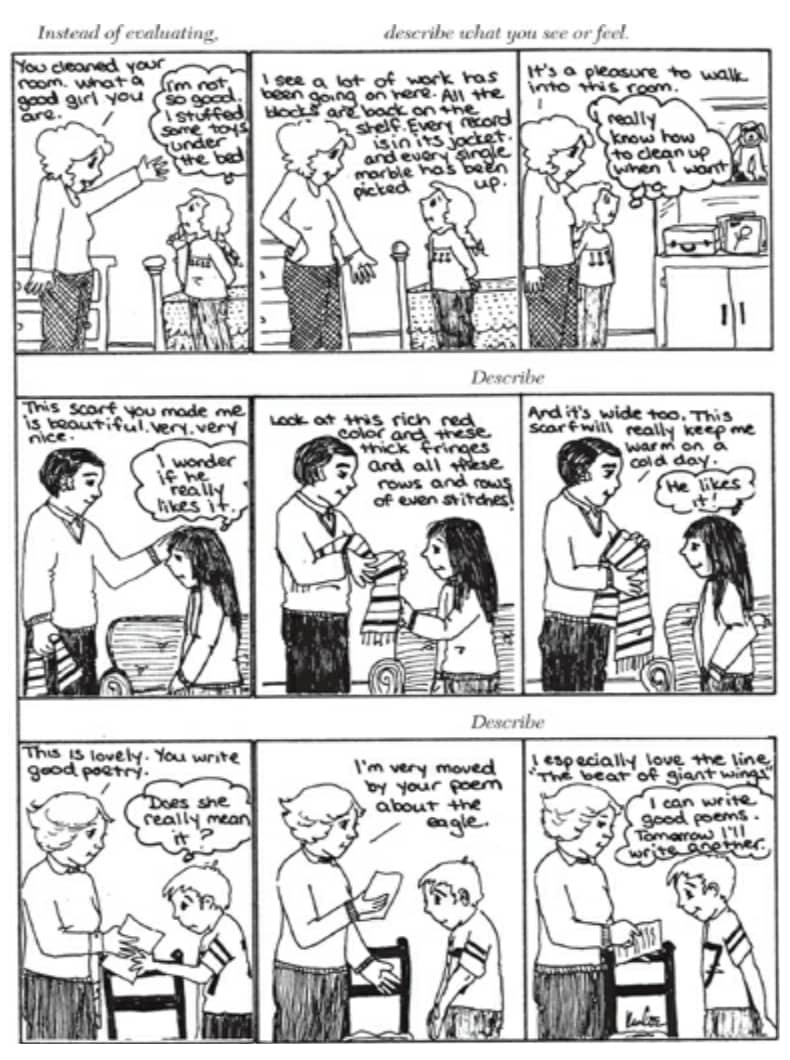 Instead of evaluating,
describe what you see or feel.
You cleaned your
room. What a
good girl you
are.
I'm not
so good.
I stuffed
some toys
under
the bed
I see a lot of work has
been going on here. All the
blocks are back on the
shelf. Every record
is in its jacket.
and every single
marble has been
picked up.
It's a pleasure to walk
into this room.
I really
know how
to clean up
when I want
to.
Describe
This scarf you made me
is beautiful. Very, very
nice.
I wonder
if he
really
likes it.
Look at this rich red
color and these
thick fringes
and all these
rows and rows
of even stitches!
And it's wide too. This
scarf will really keep me
warm on a
cold day.
He likes
it!
Describe
This is lovely. You write
good poetry.
Does she
really mean
it?
I'm very moved
by your poem
about the
eagle.
I especially love the line,
"The beat of giant wings"
I can write
good poems.
Tomorrow I'll
write another.